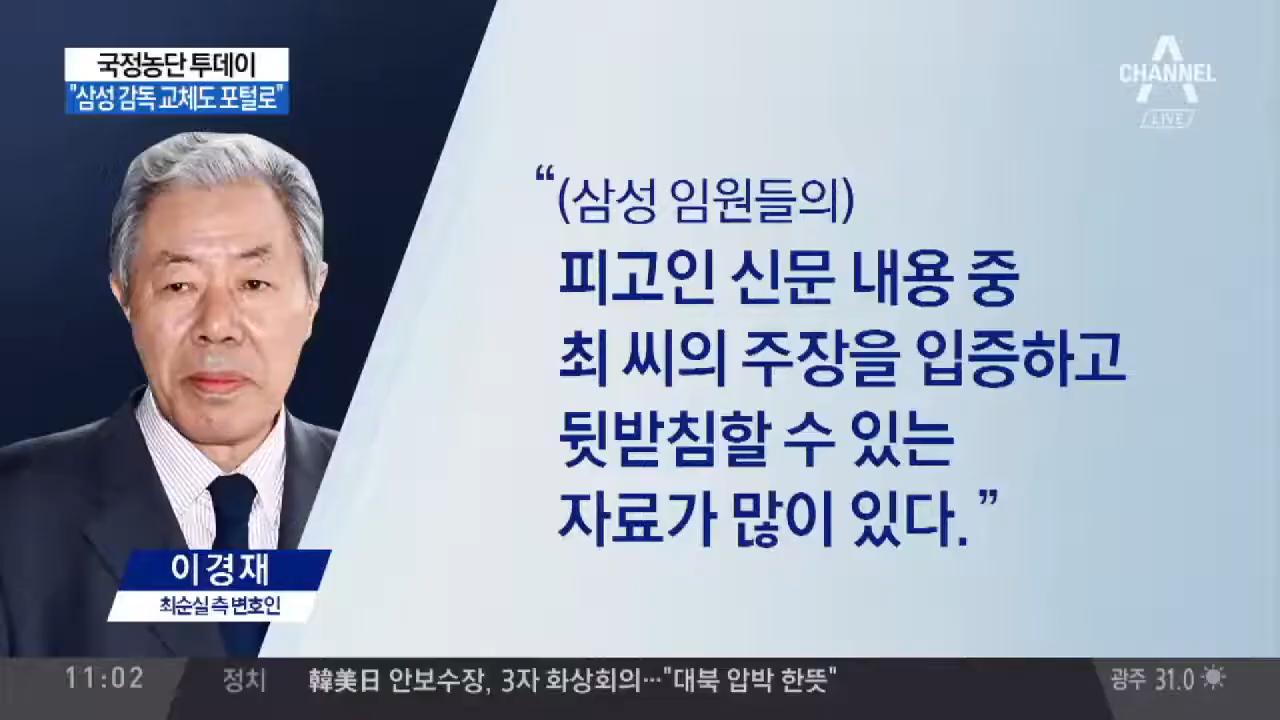 국정농단 투데이
"삼성 감독 교체도 포털로"
CHANNEL
LIVE
“(삼성 임원들의)
피고인 신문 내용 중
최 씨의 주장을 입증하고
뒷받침할 수 있는
자료가 많이 있다.”
이경재
최순실 측 변호인
11:02 정치 韓美日 안보수장, 3자 화상회의…"대북 압박 한뜻" 광주 31.0